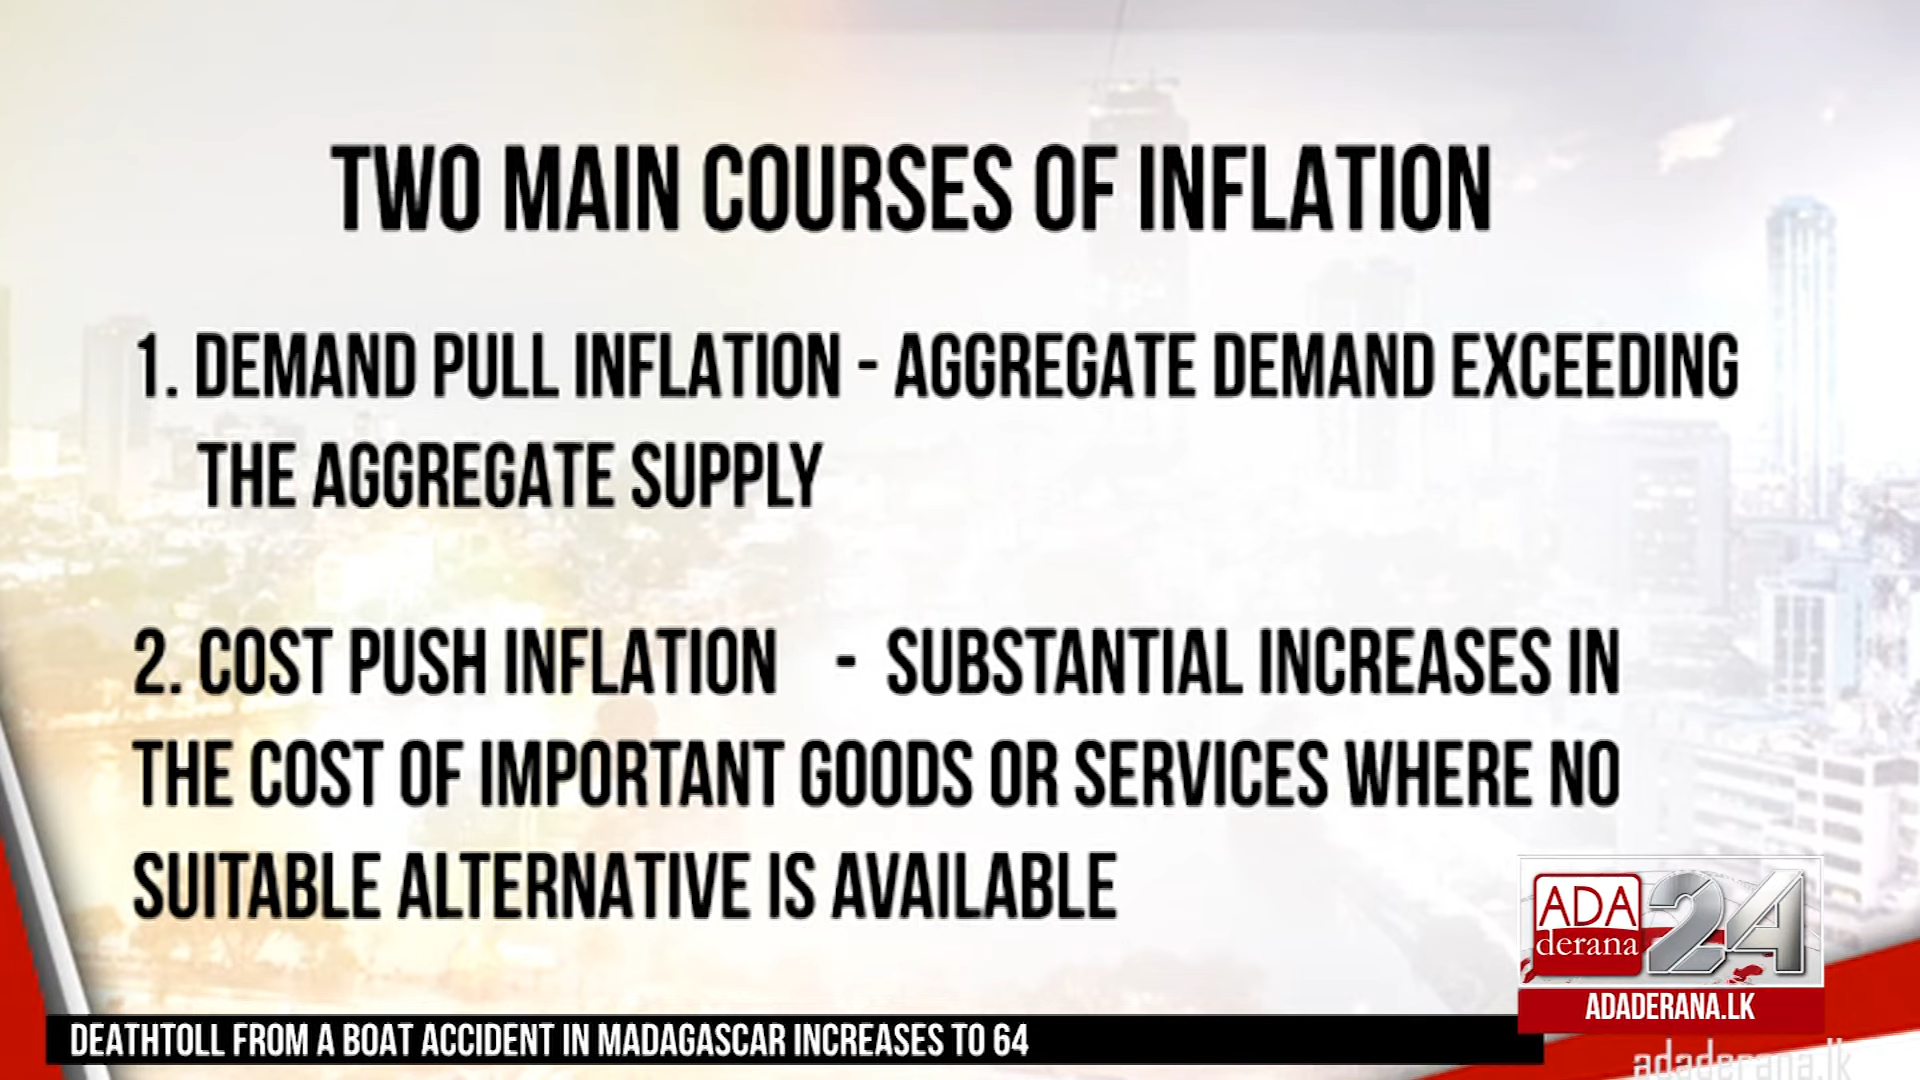 TWO MAIN COURSES OF INFLATION
1. DEMAND PULL INFLATION - AGGREGATE DEMAND EXCEEDING
THE AGGREGATE SUPPLY
2. COST PUSH INFLATION - SUBSTANTIAL INCREASES IN
THE COST OF IMPORTANT GOODS OR SERVICES WHERE NO
SUITABLE ALTERNATIVE IS AVAILABLE
ADA
derana
24
ADADERANA.LK
DEATHTOLL FROM A BOAT ACCIDENT IN MADAGASCAR INCREASES TO 64
adaderana.lk